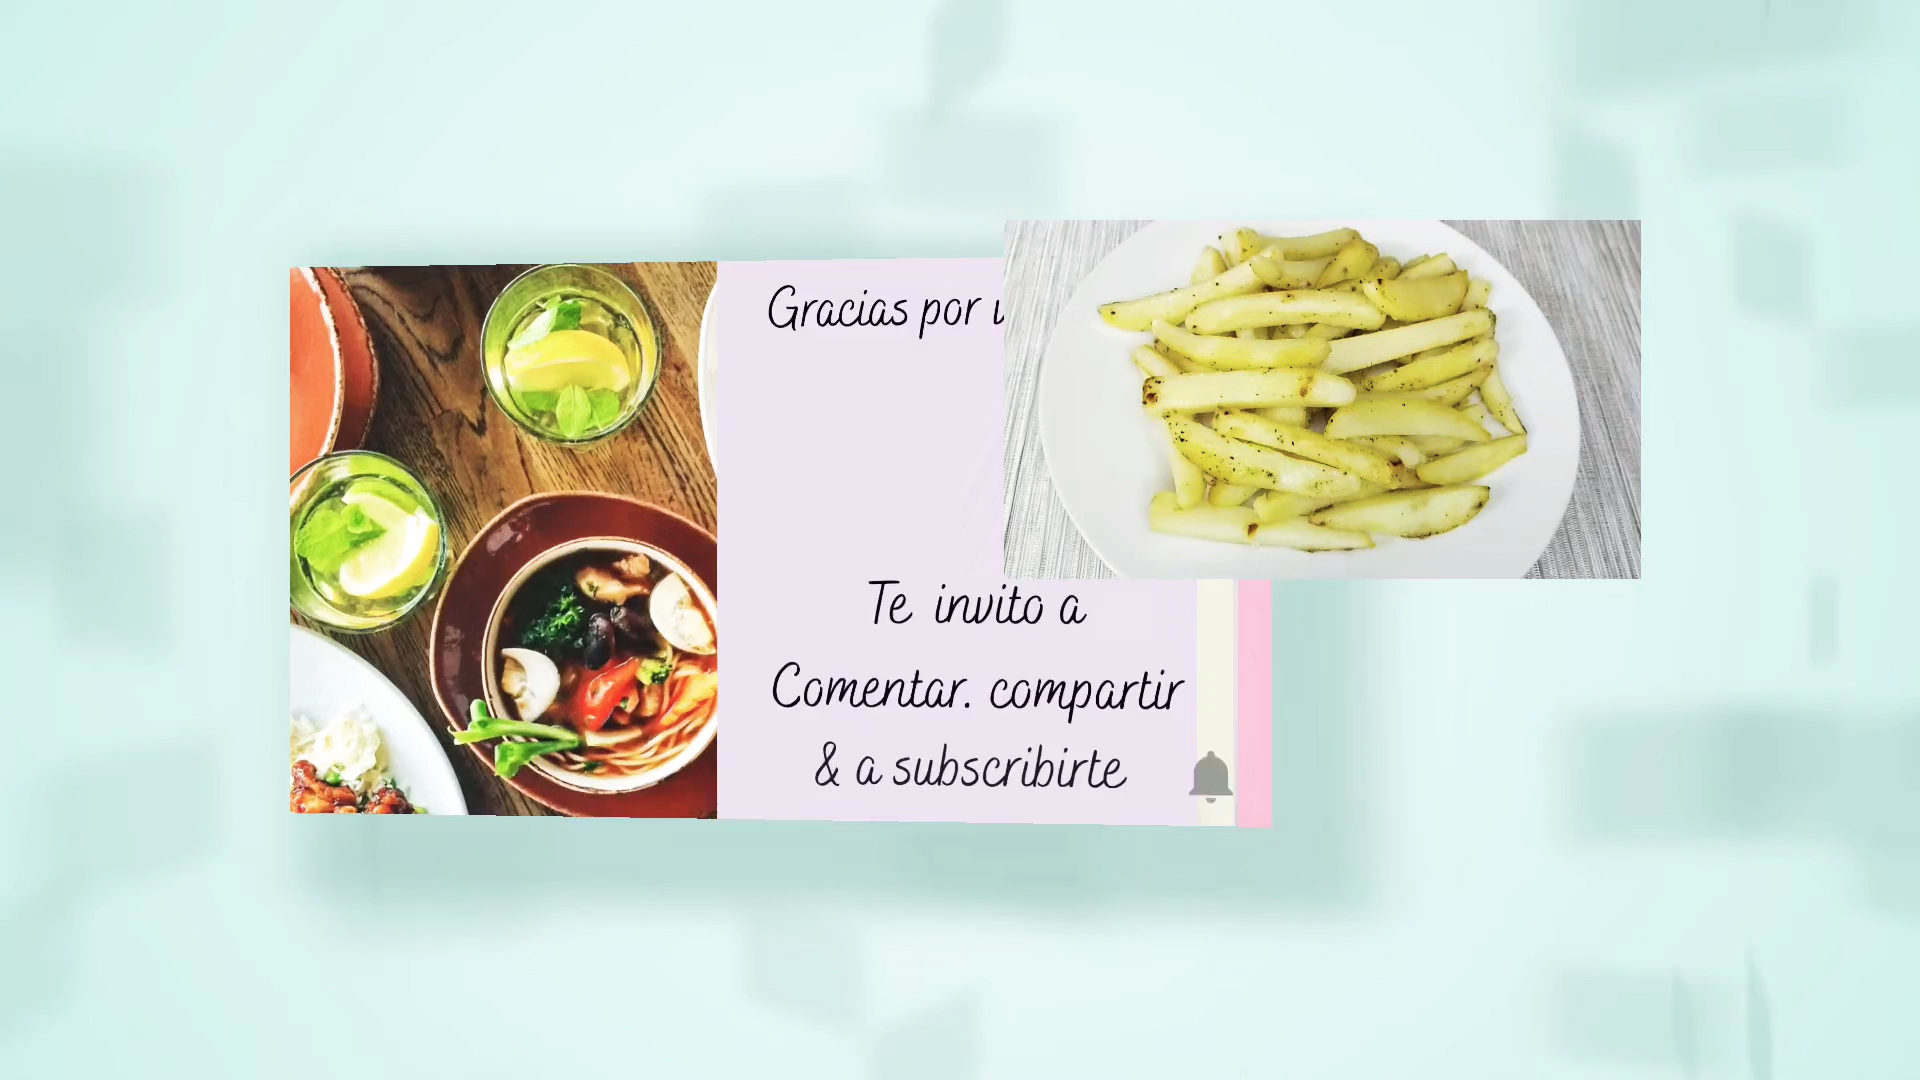 Gracias por
Te invito a
Comentar. compartir
& a subscribirte